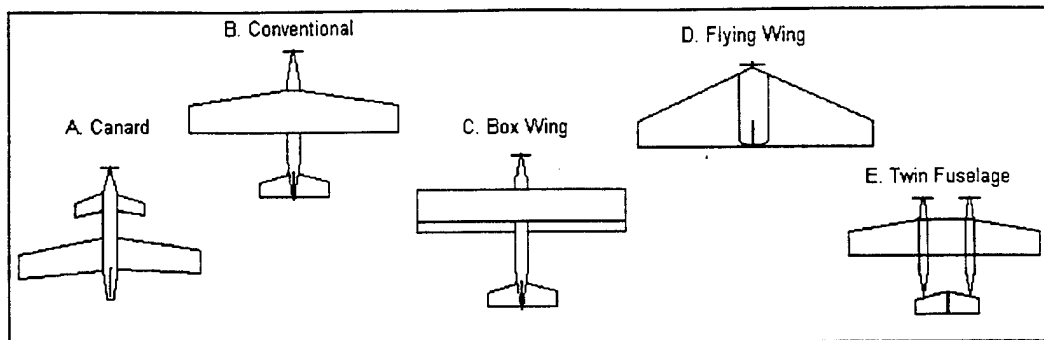 A. Canard
B. Conventional
C. Box Wing
D. Flying Wing
E. Twin Fuselage